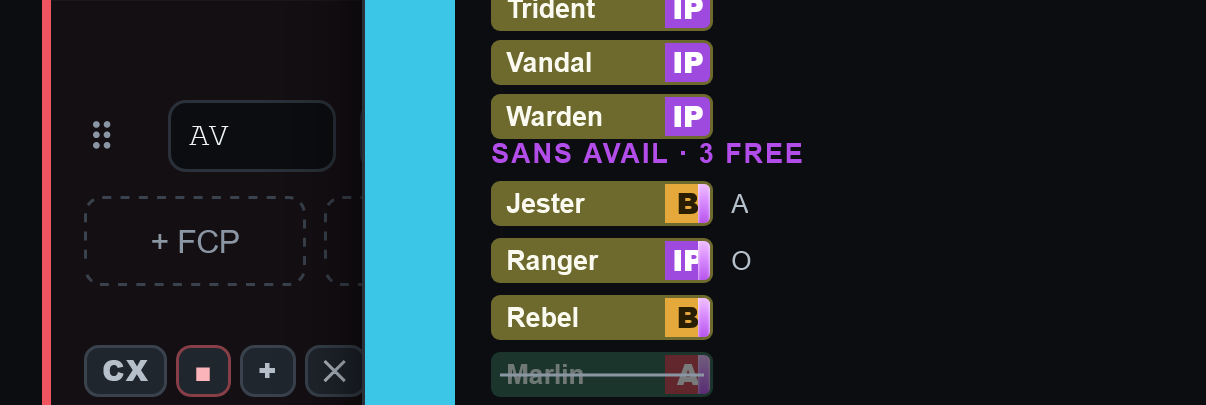 AV
+ FCP
CX ■ + ×
Trident IP
Vandal IP
Warden IP
SANS AVAIL · 3 FREE
Jester B A
Ranger IP O
Rebel B
Marlin A